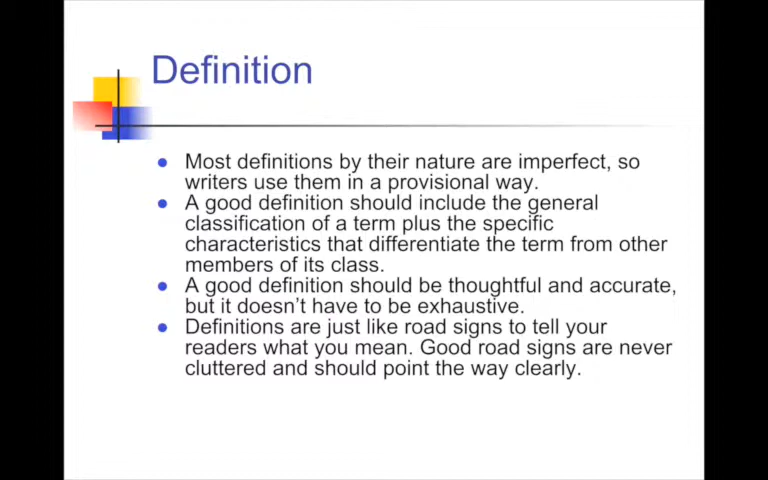 Definition
Most definitions by their nature are imperfect, so
writers use them in a provisional way.
A good definition should include the general
classification of a term plus the specific
characteristics that differentiate the term from other
members of its class.
A good definition should be thoughtful and accurate,
but it doesn't have to be exhaustive.
Definitions are just like road signs to tell your
readers what you mean. Good road signs are never
cluttered and should point the way clearly.